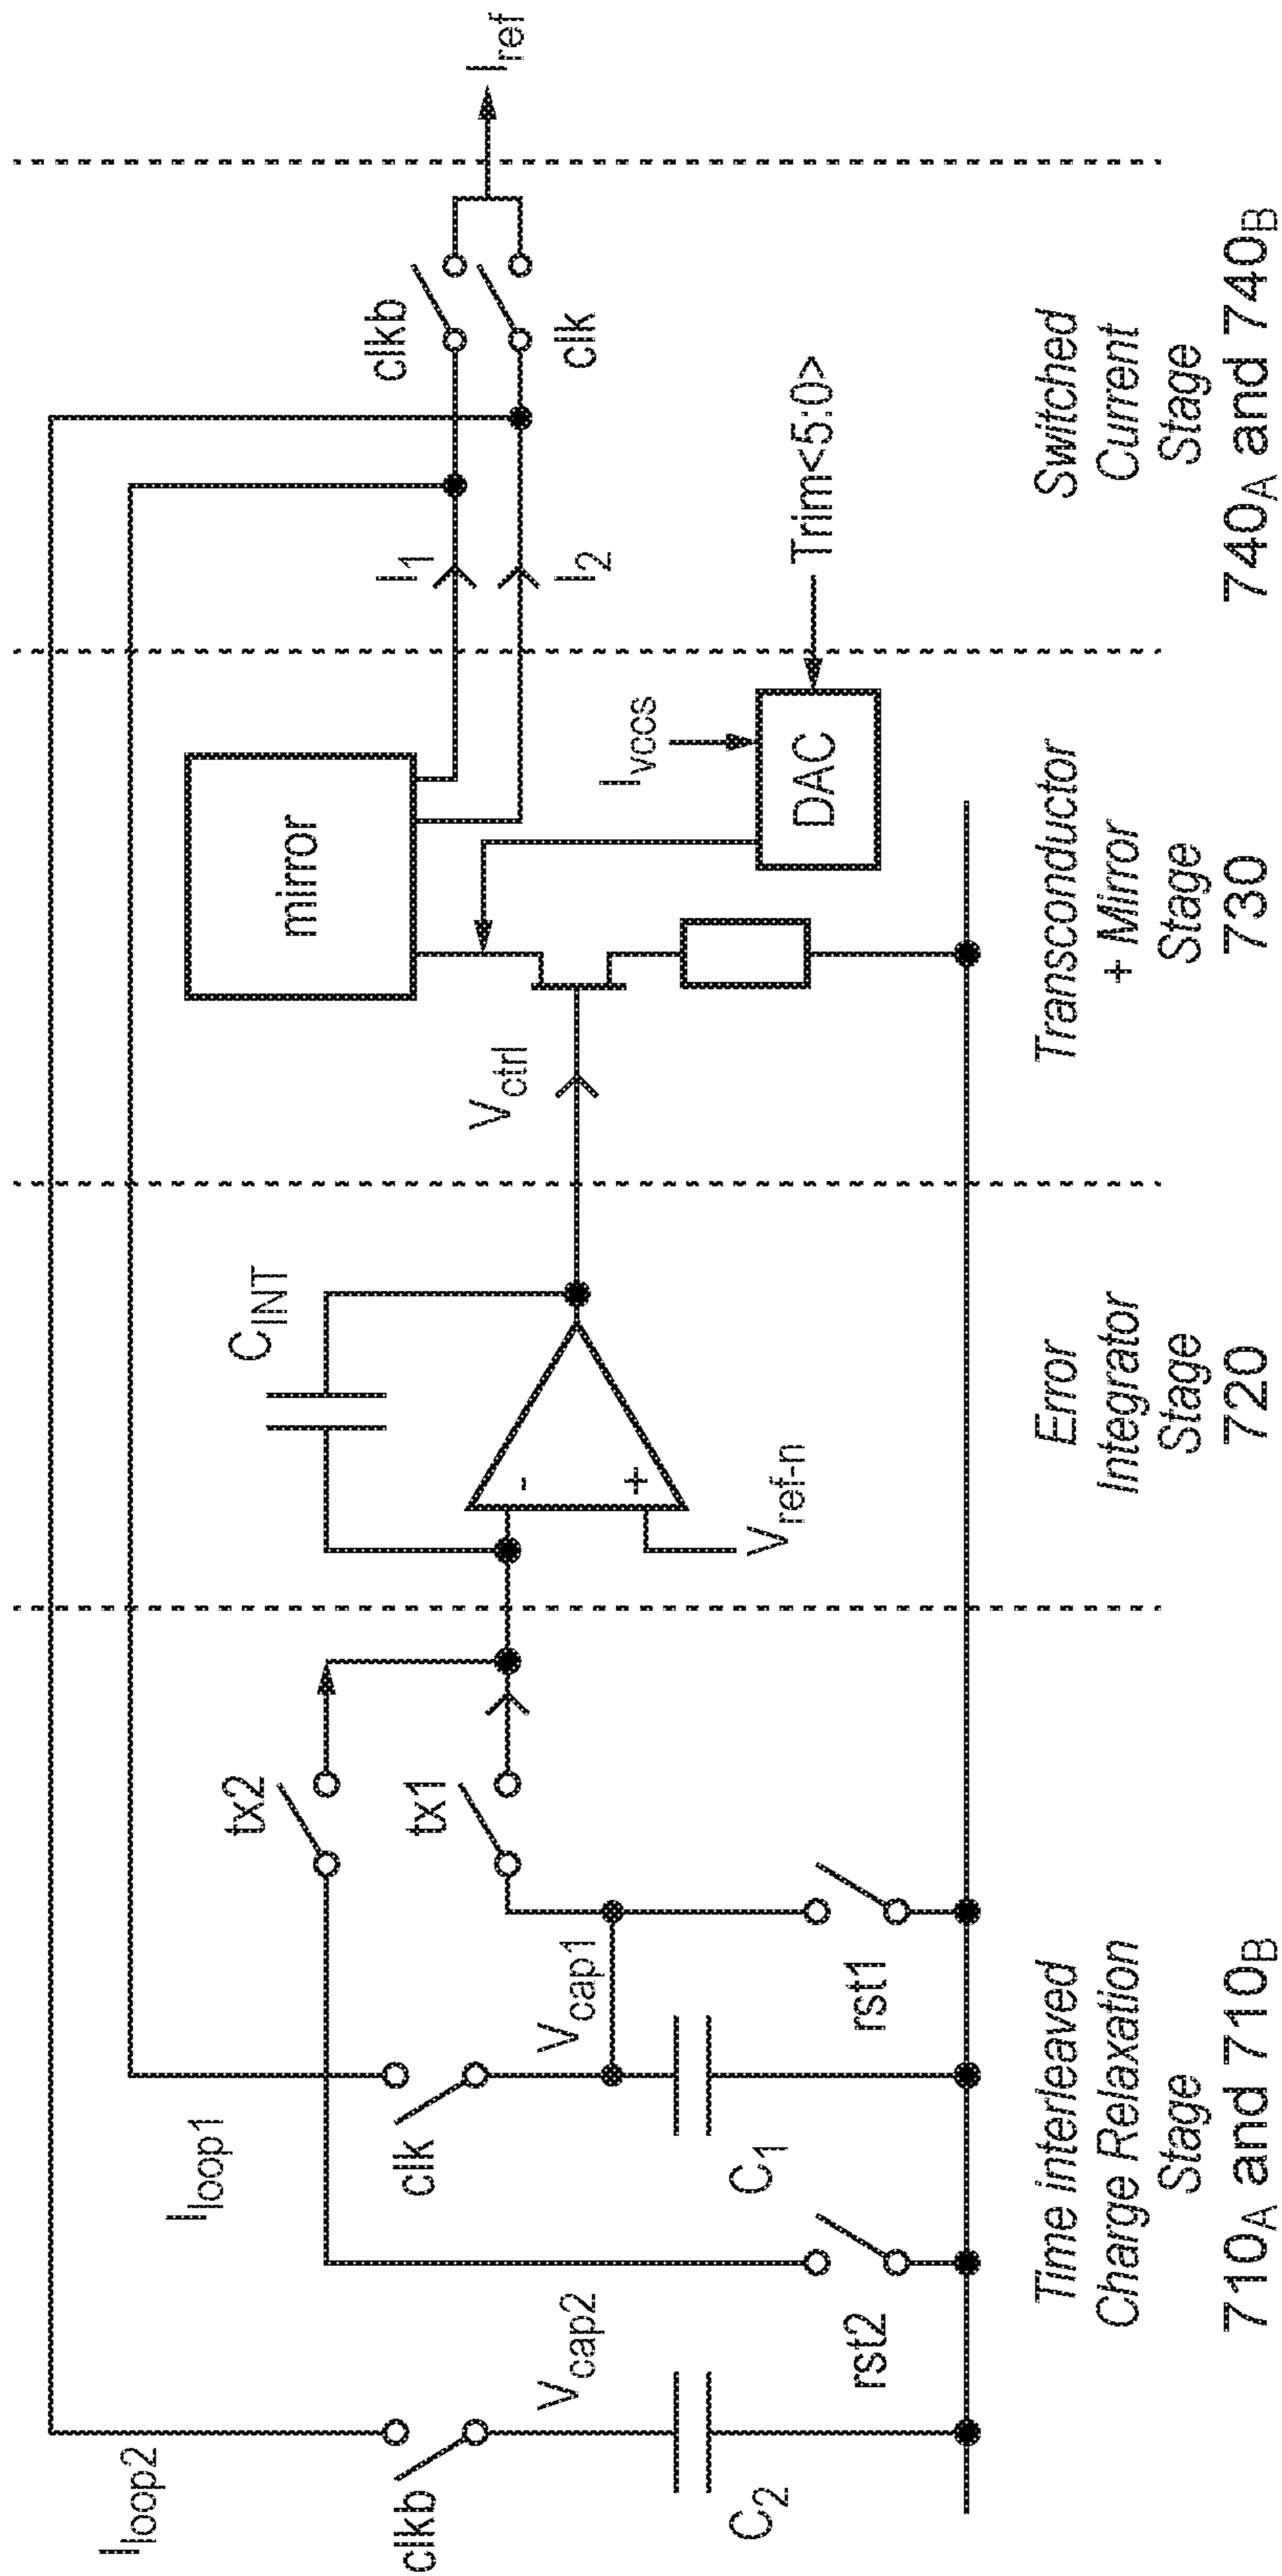 I_loop2
I_loop1
clkb
clk
V_cap2
V_cap1
C_2
C_1
rst2
rst1
tx2
tx1
C_INT
-
+
V_ref-n
V_ctrl
mirror
I_vccs
DAC
Trim<5:0>
I_1
I_2
clkb
clk
I_ref
Time interleaved
Charge Relaxation
Stage
710_A and 710_B
Error
Integrator
Stage
720
Transconductor
+ Mirror
Stage
730
Switched
Current
Stage
740_A and 740_B